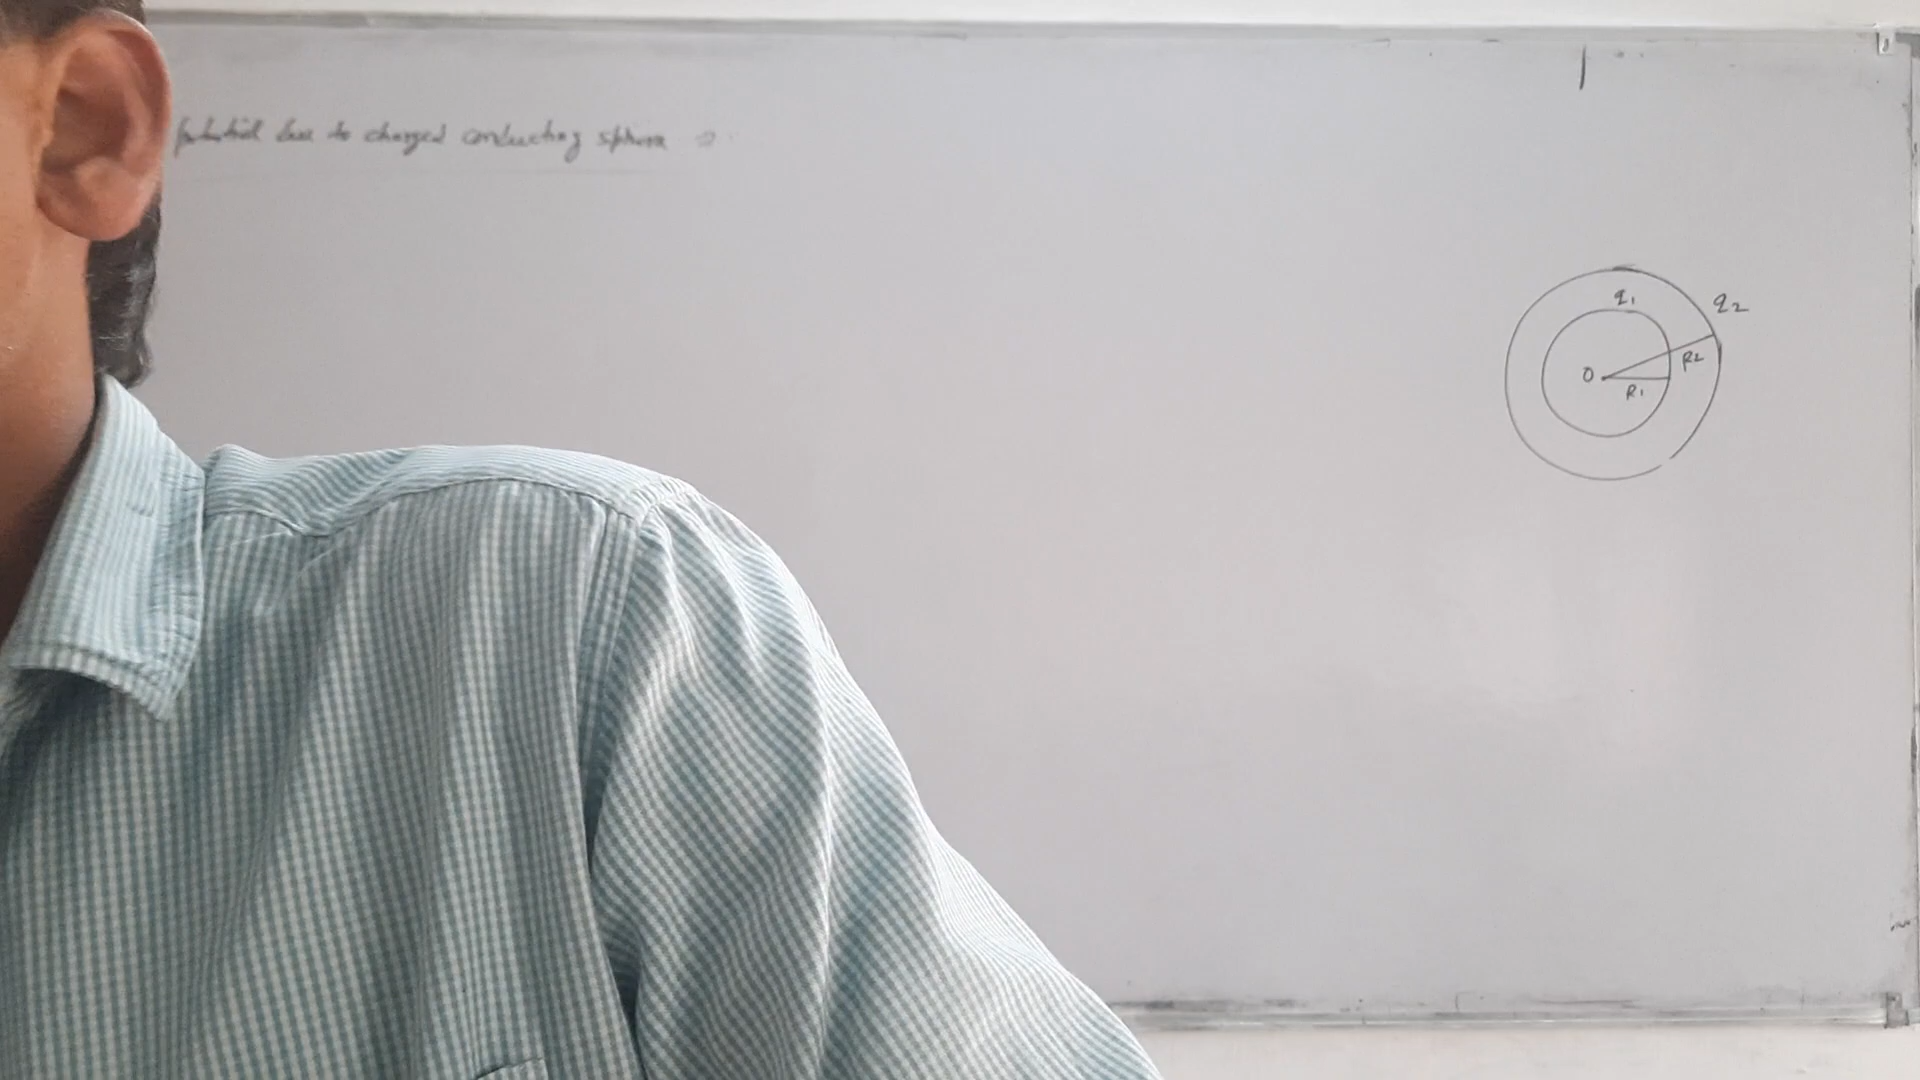 potential due to charged conducting sphere
q1
q2
O
R2
R1